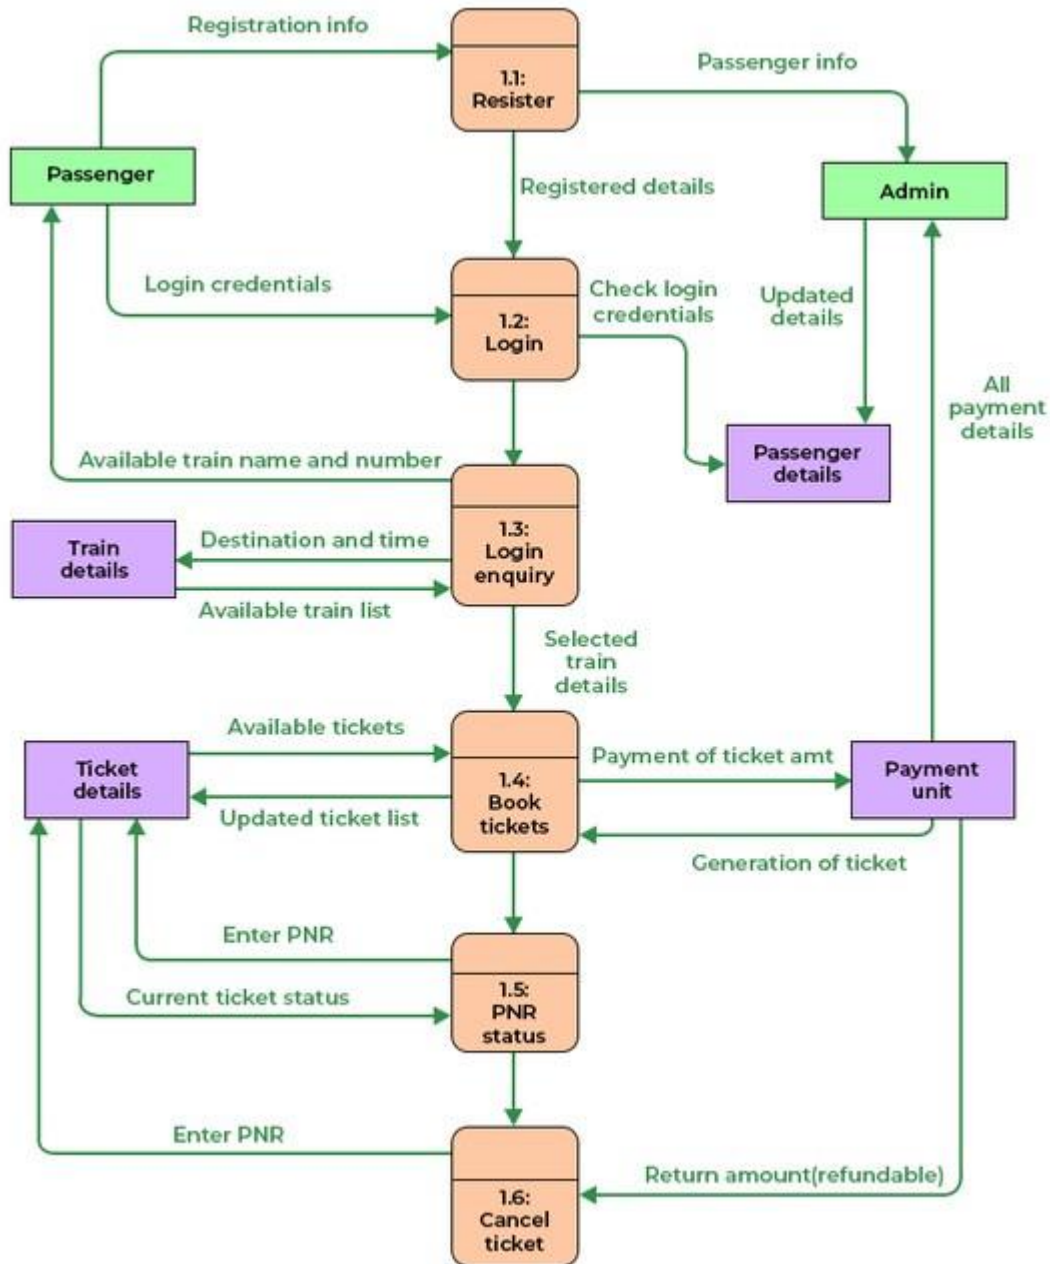 Registration info
1.1:
Resister
Passenger info
Passenger
Admin
Registered details
Login credentials
1.2:
Login
Check login
credentials
Updated
details
All
payment
details
Available train name and number
Passenger
details
1.3:
Login
enquiry
Train
details
Destination and time
Available train list
Selected
train
details
Available tickets
Ticket
details
1.4:
Book
tickets
Payment of ticket amt
Payment
unit
Updated ticket list
Generation of ticket
Enter PNR
Current ticket status
1.5:
PNR
status
Enter PNR
Return amount(refundable)
1.6:
Cancel
ticket